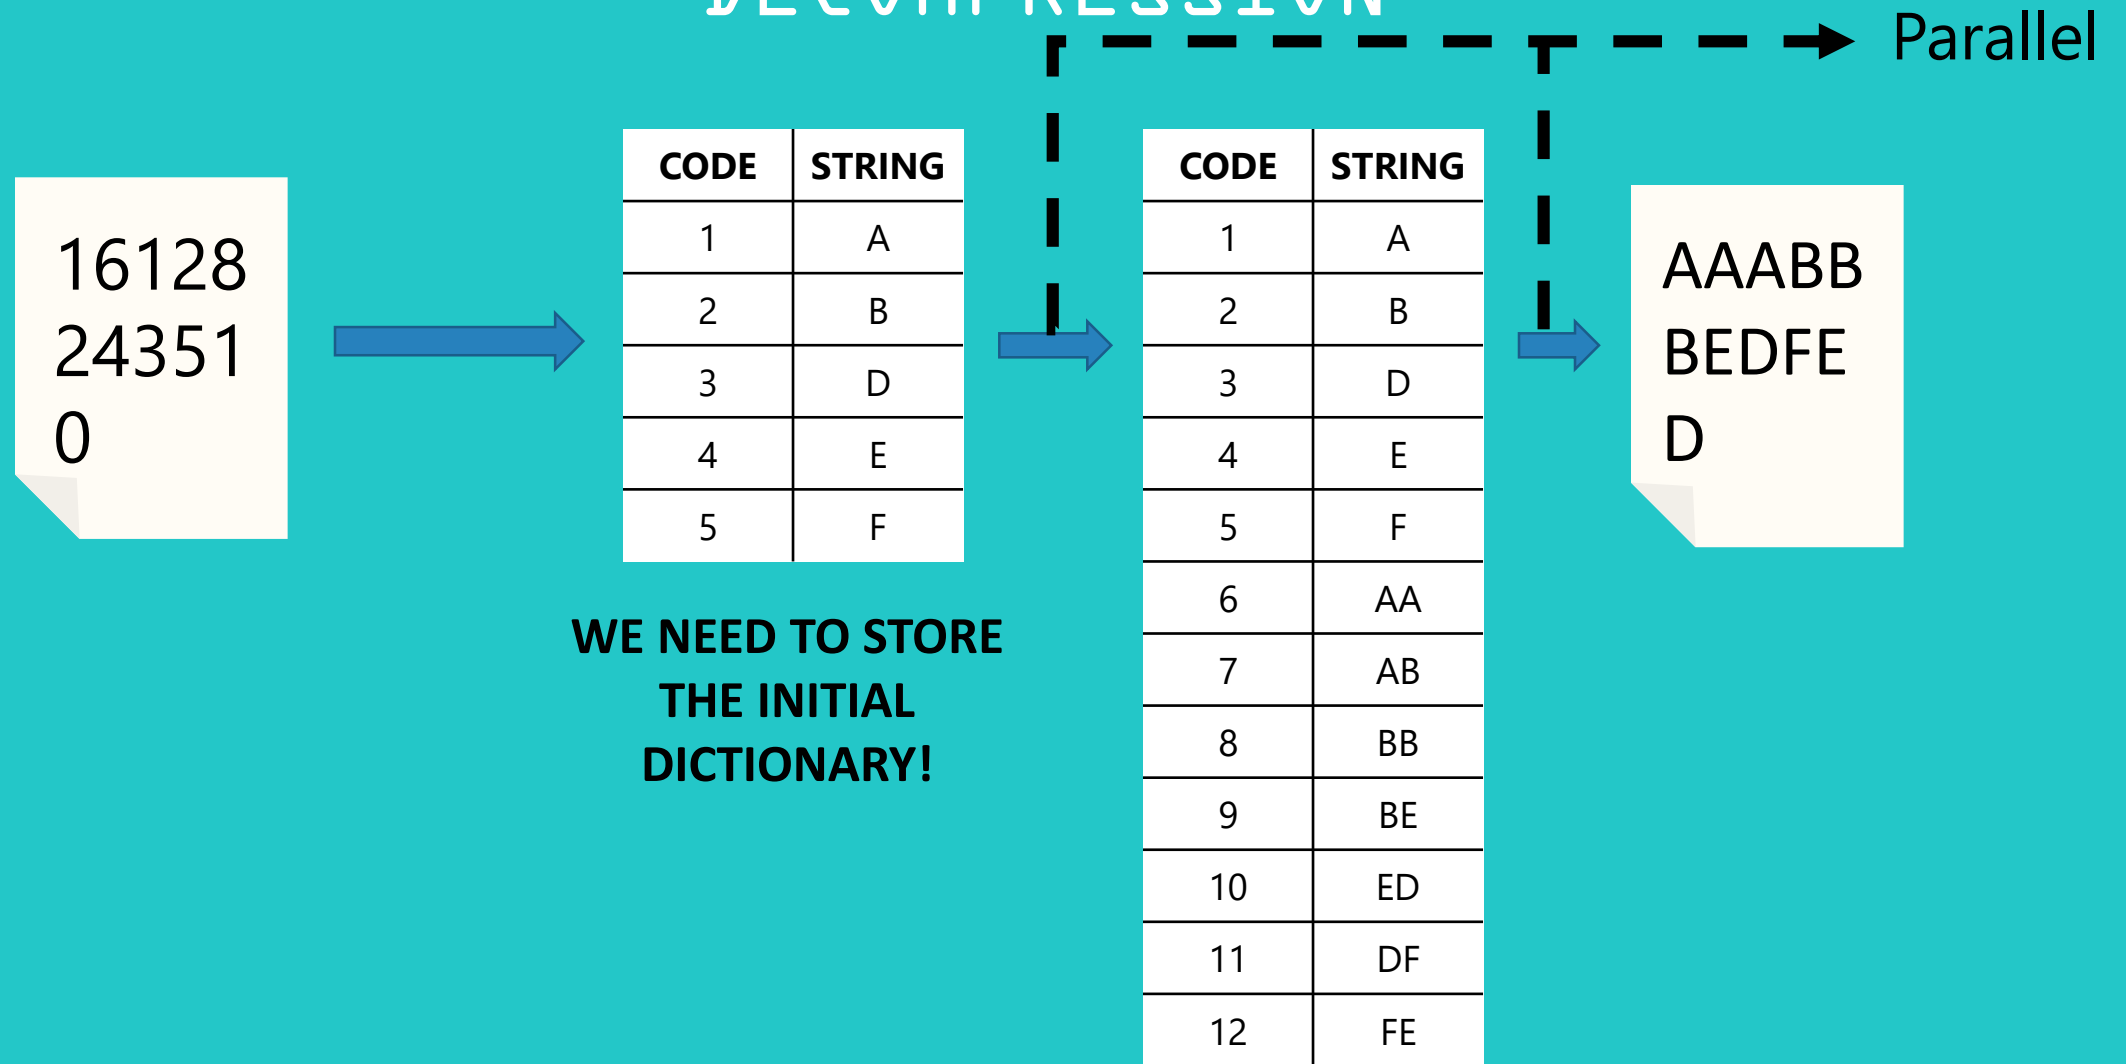 DECOMPRESSION
Parallel
16128
24351
0
CODE STRING
1 A
2 B
3 D
4 E
5 F
WE NEED TO STORE
THE INITIAL
DICTIONARY!
CODE STRING
1 A
2 B
3 D
4 E
5 F
6 AA
7 AB
8 BB
9 BE
10 ED
11 DF
12 FE
AAABB
BEDFE
D